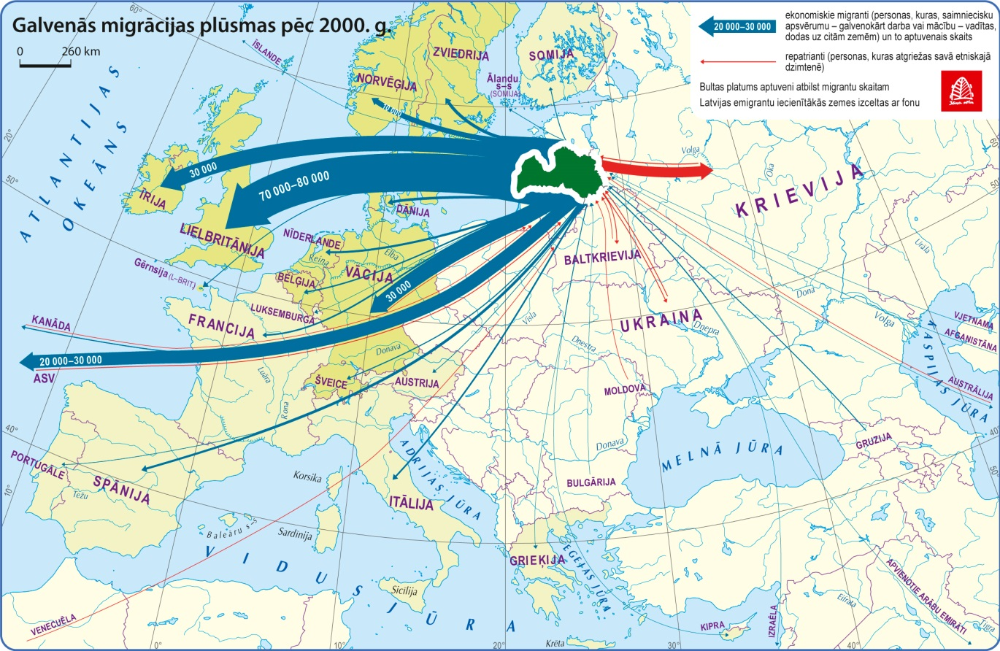 Galvenās migrācijas plūsmas pēc 2000. g.
0 260 km
20 000–30 000
ekonomiskie migranti (personas, kuras, saimniecisku
apsvērumu – galvenokārt darba vai mācību – vadītas,
dodas uz citām zemēm) un to aptuvenais skaits
repatrianti (personas, kuras atgriežas savā etniskajā
dzimtenē)
Bultas platums aptuveni atbilst migrantu skaitam
Latvijas emigrantu iecienītākās zemes izceltas ar fonu
60°
ĪSLANDE
ZVIEDRIJA
SOMIJA
NORVĒĢIJA
Ālandu
s–s
(SOMIJA)
10 000
ATLANTIJAS
OKEĀNS
20°
50°
30 000
ĪRIJA
70 000–80 000
LIELBRITĀNIJA
DĀNIJA
NĪDERLANDE
Reina
Elba
BEĻĢIJA
VĀCIJA
30 000
Gērnsija (L–BRIT.)
LUKSEMBURGA
FRANCIJA
Volga
Oka
KRIEVIJA
BALTKRIEVIJA
UKRAINA
Urāla
50°
Dona
Volga
Dņepra
Dņestra
Visla
KANĀDA
20 000–30 000
ASV
Donava
Luāra
Rona
ŠVEICE
AUSTRIJA
MOLDOVA
VJETNAMA
AFGANISTĀNA
AUSTRĀLIJA
KASPIJAS JŪRA
40°
50°
40°
PORTUGĀLE
10°
SPĀNIJA
Težu
Korsika
ADRIJAS JŪRA
Donava
MELNĀ JŪRA
GRUZIJA
BULGĀRIJA
ITĀLIJA
Baleāru s–s
Sardīnija
VIDUSJŪRA
Sicīlija
GRIEĶIJA
EGEJAS JŪRA
APVIENOTIE ARĀBU EMIRĀTI
Eifrata
Tigra
VENECUĒLA
KIPRA
IZRAĒLA
Krēta
0°
10°
20°
30°
40°